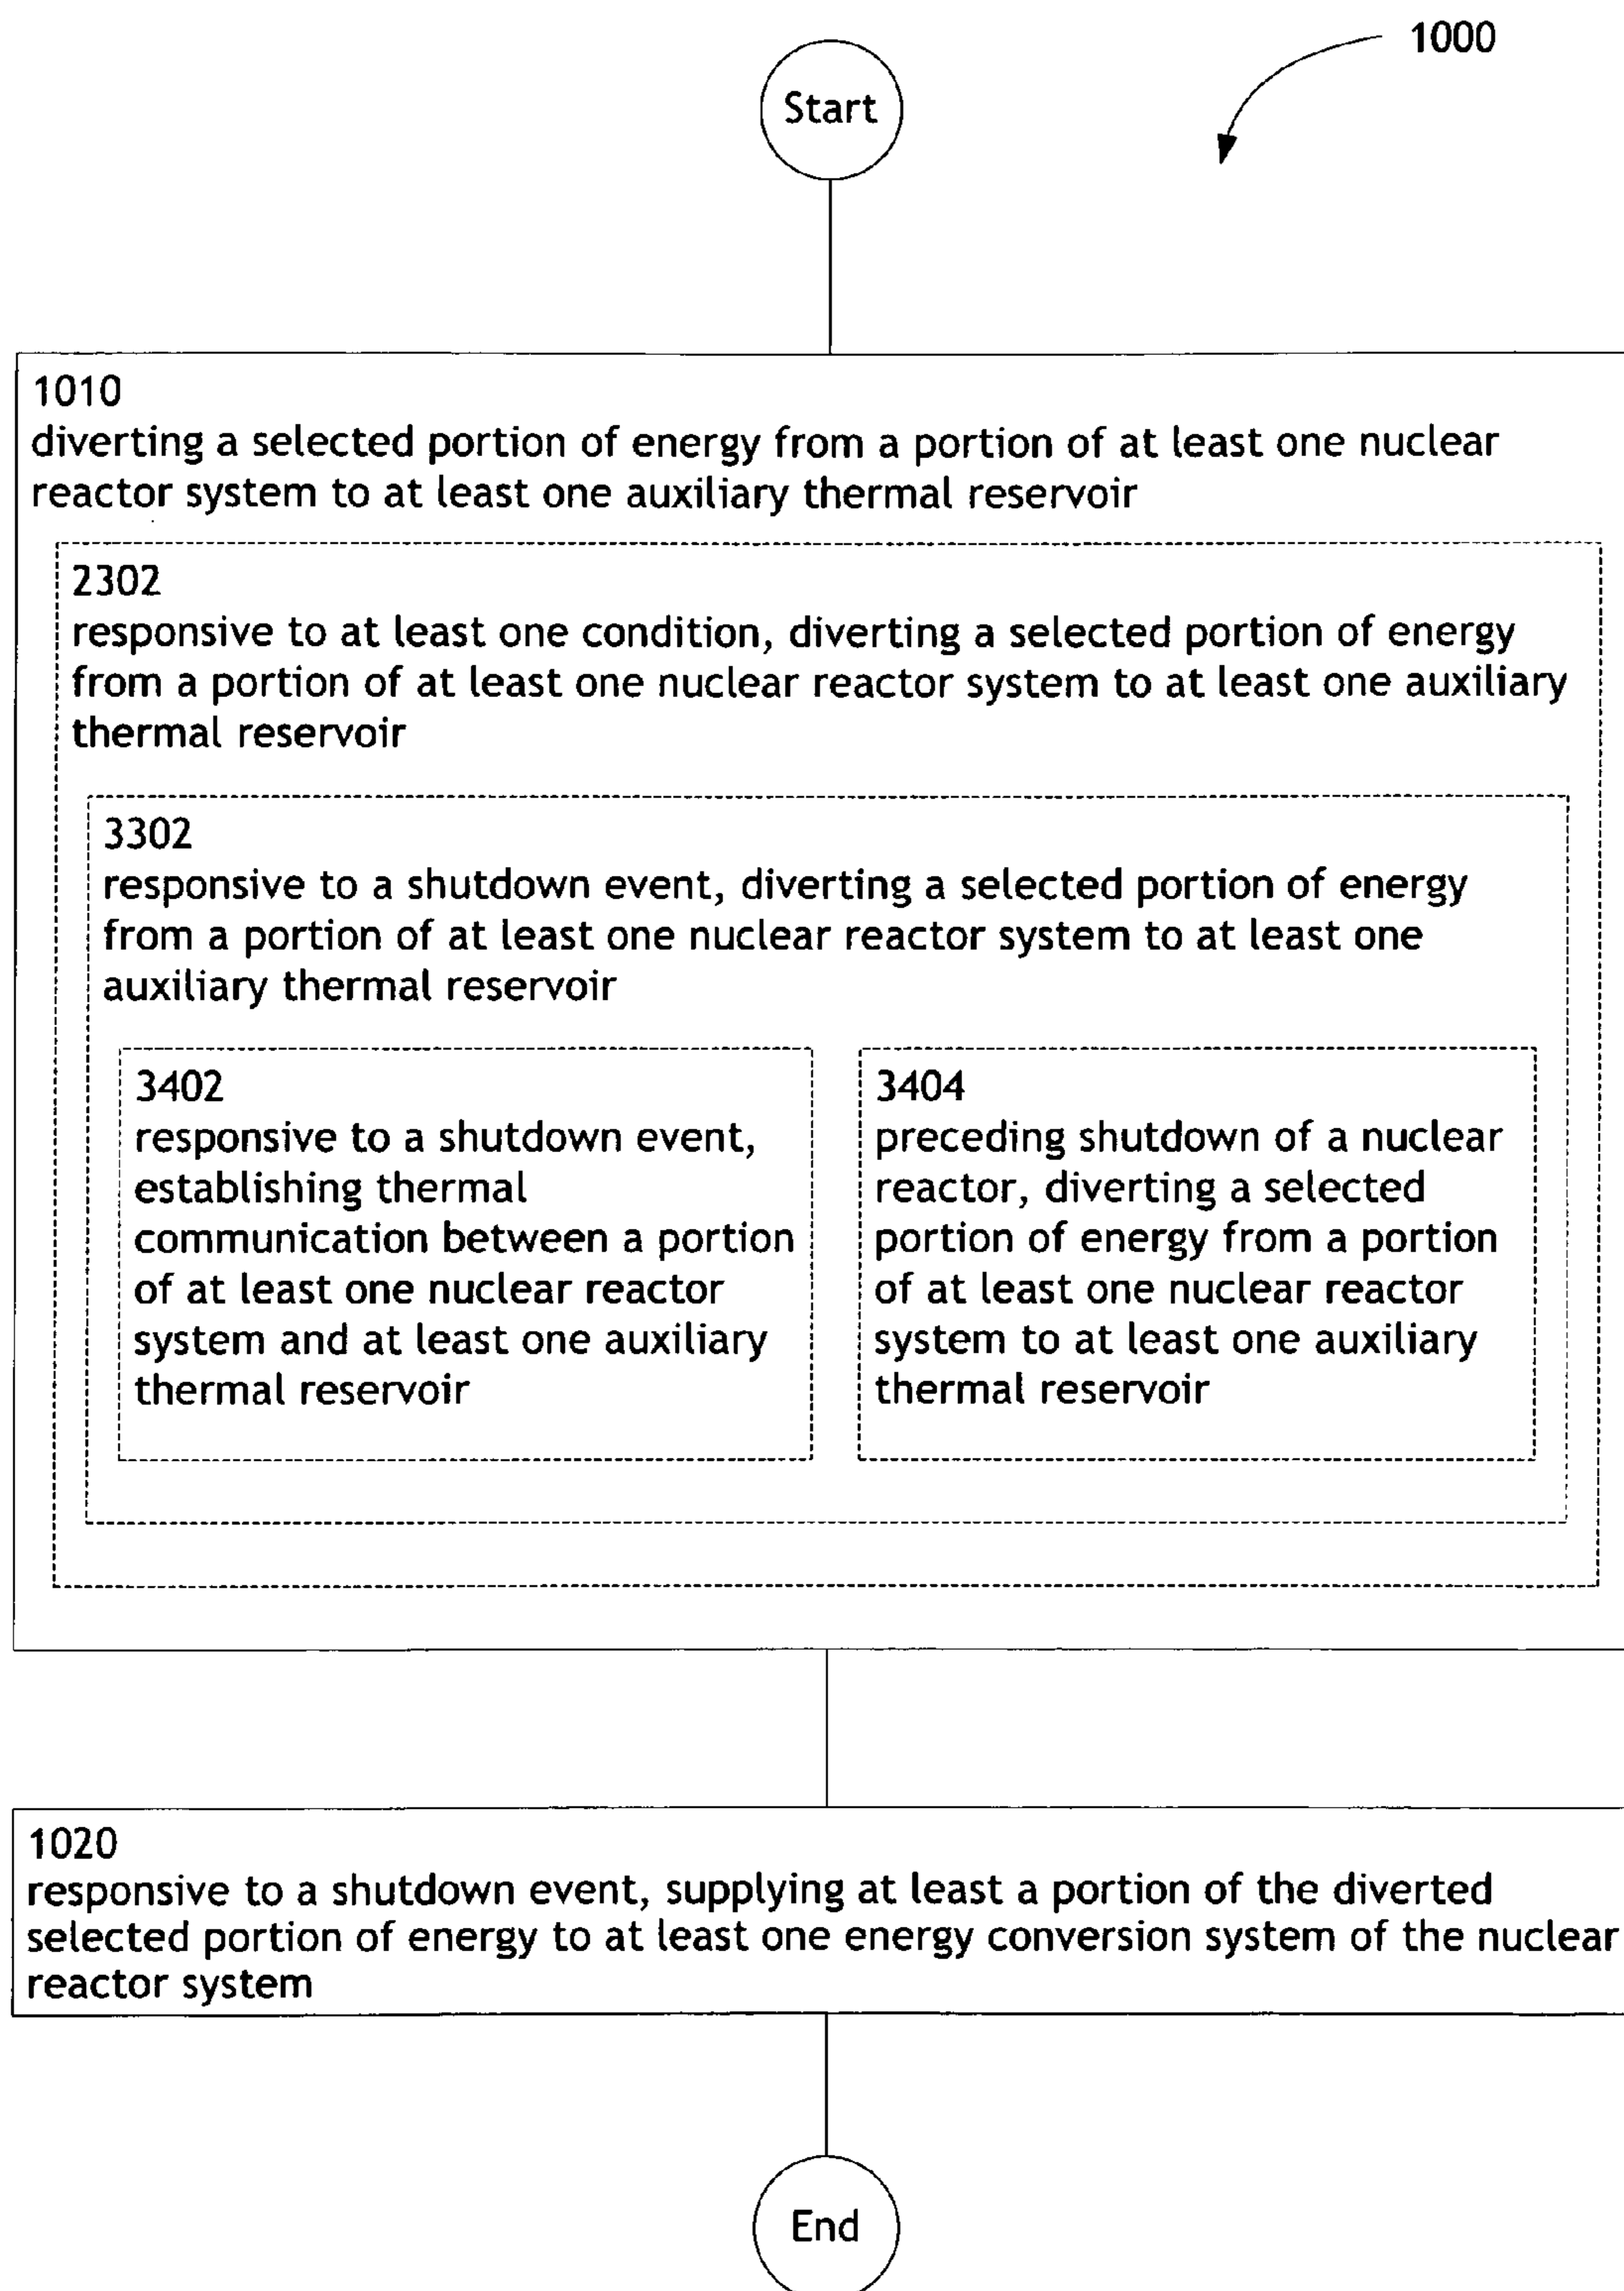 1000
Start
1010
diverting a selected portion of energy from a portion of at least one nuclear
reactor system to at least one auxiliary thermal reservoir
2302
responsive to at least one condition, diverting a selected portion of energy
from a portion of at least one nuclear reactor system to at least one auxiliary
thermal reservoir
3302
responsive to a shutdown event, diverting a selected portion of energy
from a portion of at least one nuclear reactor system to at least one
auxiliary thermal reservoir
3402
responsive to a shutdown event,
establishing thermal
communication between a portion
of at least one nuclear reactor
system and at least one auxiliary
thermal reservoir
3404
preceding shutdown of a nuclear
reactor, diverting a selected
portion of energy from a portion
of at least one nuclear reactor
system to at least one auxiliary
thermal reservoir
1020
responsive to a shutdown event, supplying at least a portion of the diverted
selected portion of energy to at least one energy conversion system of the nuclear
reactor system
End